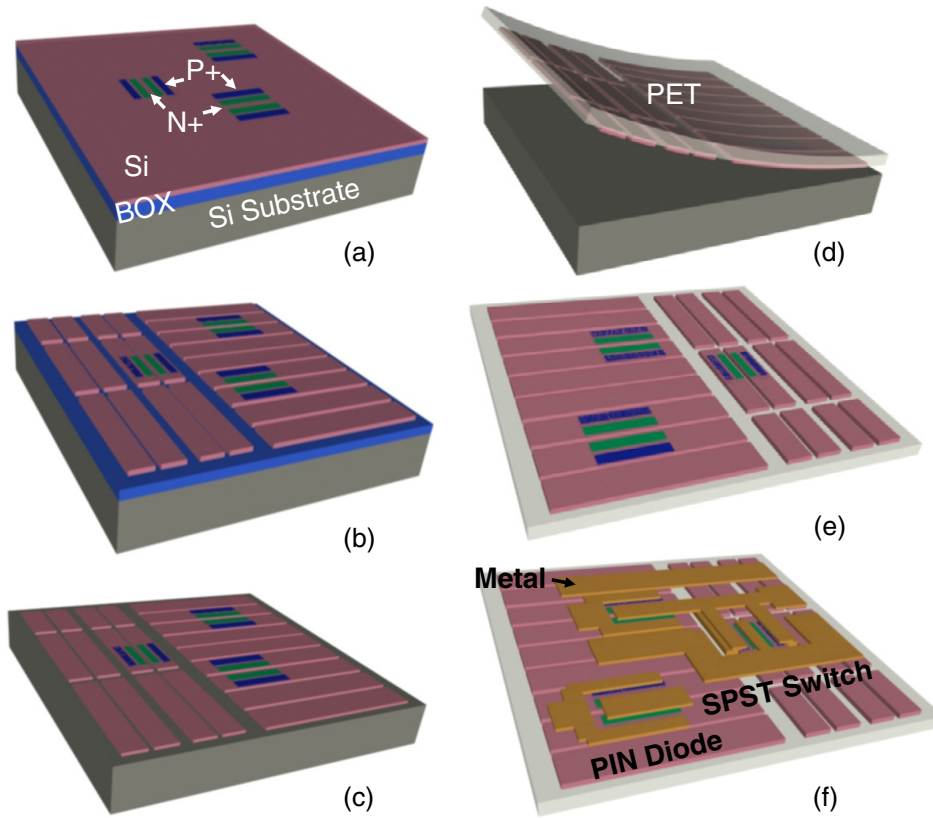 P+
N+
Si
BOX
Si Substrate
(a)
PET
(d)
(b)
(e)
(c)
Metal
SPST Switch
PIN Diode
(f)